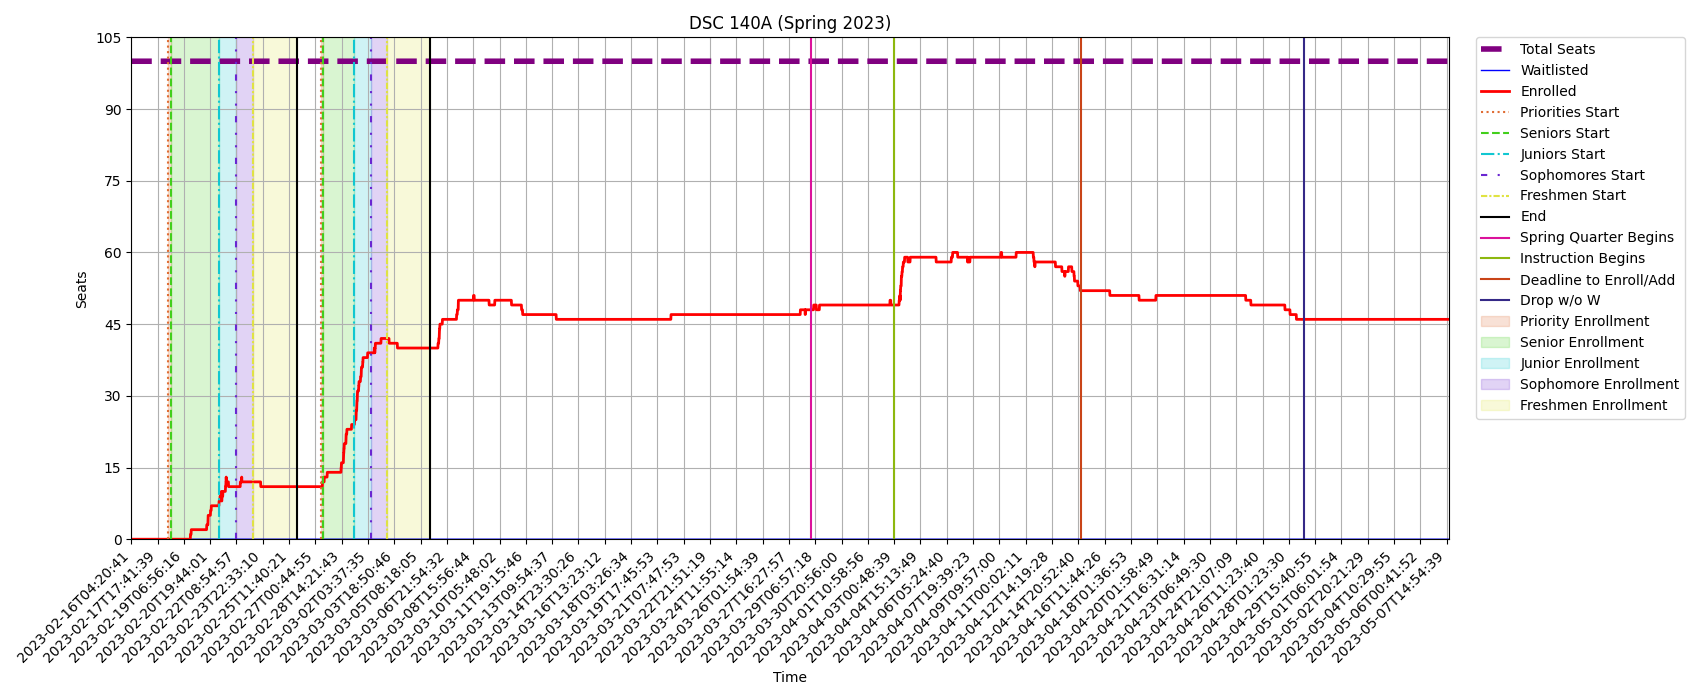 DSC 140A (Spring 2023)
105
90
75
60
45
30
15
0
Seats
Total Seats
Waitlisted
Enrolled
Priorities Start
Seniors Start
Juniors Start
Sophomores Start
Freshmen Start
End
Spring Quarter Begins
Instruction Begins
Deadline to Enroll/Add
Drop w/o W
Priority Enrollment
Senior Enrollment
Junior Enrollment
Sophomore Enrollment
Freshmen Enrollment
2023-02-16T04:20:41
2023-02-17T17:41:39
2023-02-19T06:56:16
2023-02-20T19:44:01
2023-02-22T08:54:57
2023-02-23T22:33:10
2023-02-25T11:40:21
2023-02-27T00:44:55
2023-02-28T14:21:43
2023-03-02T03:37:35
2023-03-03T18:50:46
2023-03-05T08:18:05
2023-03-06T21:54:32
2023-03-08T15:56:44
2023-03-10T05:48:02
2023-03-11T19:15:46
2023-03-13T09:54:37
2023-03-14T23:30:26
2023-03-16T13:23:12
2023-03-18T03:26:34
2023-03-19T17:45:53
2023-03-21T07:47:53
2023-03-22T21:51:19
2023-03-24T11:55:14
2023-03-26T01:54:39
2023-03-27T16:27:57
2023-03-29T06:57:18
2023-03-30T20:56:00
2023-04-01T10:58:56
2023-04-03T00:48:39
2023-04-04T15:13:49
2023-04-06T05:24:40
2023-04-07T19:39:23
2023-04-09T09:57:00
2023-04-11T00:02:11
2023-04-12T14:19:28
2023-04-14T20:52:40
2023-04-16T11:44:26
2023-04-18T01:36:53
2023-04-20T01:58:49
2023-04-21T16:31:14
2023-04-23T06:49:30
2023-04-24T21:07:09
2023-04-26T11:23:40
2023-04-28T01:23:30
2023-04-29T15:40:55
2023-05-01T06:01:54
2023-05-02T20:21:29
2023-05-04T10:29:55
2023-05-06T00:41:52
2023-05-07T14:54:39
Time